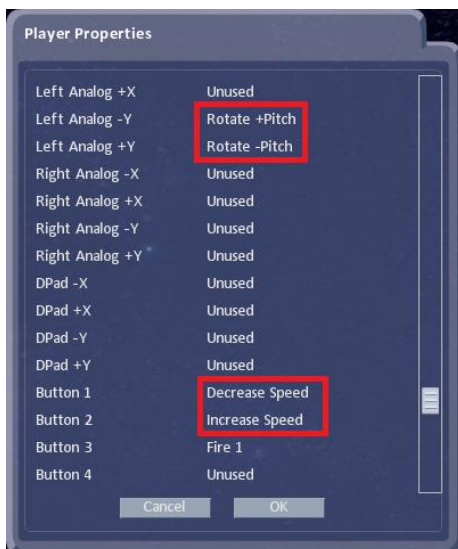 Player Properties
Left Analog +X Unused
Left Analog -Y Rotate +Pitch
Left Analog +Y Rotate -Pitch
Right Analog -X Unused
Right Analog +X Unused
Right Analog -Y Unused
Right Analog +Y Unused
DPad -X Unused
DPad +X Unused
DPad -Y Unused
DPad +Y Unused
Button 1 Decrease Speed
Button 2 Increase Speed
Button 3 Fire 1
Button 4 Unused
Cancel OK